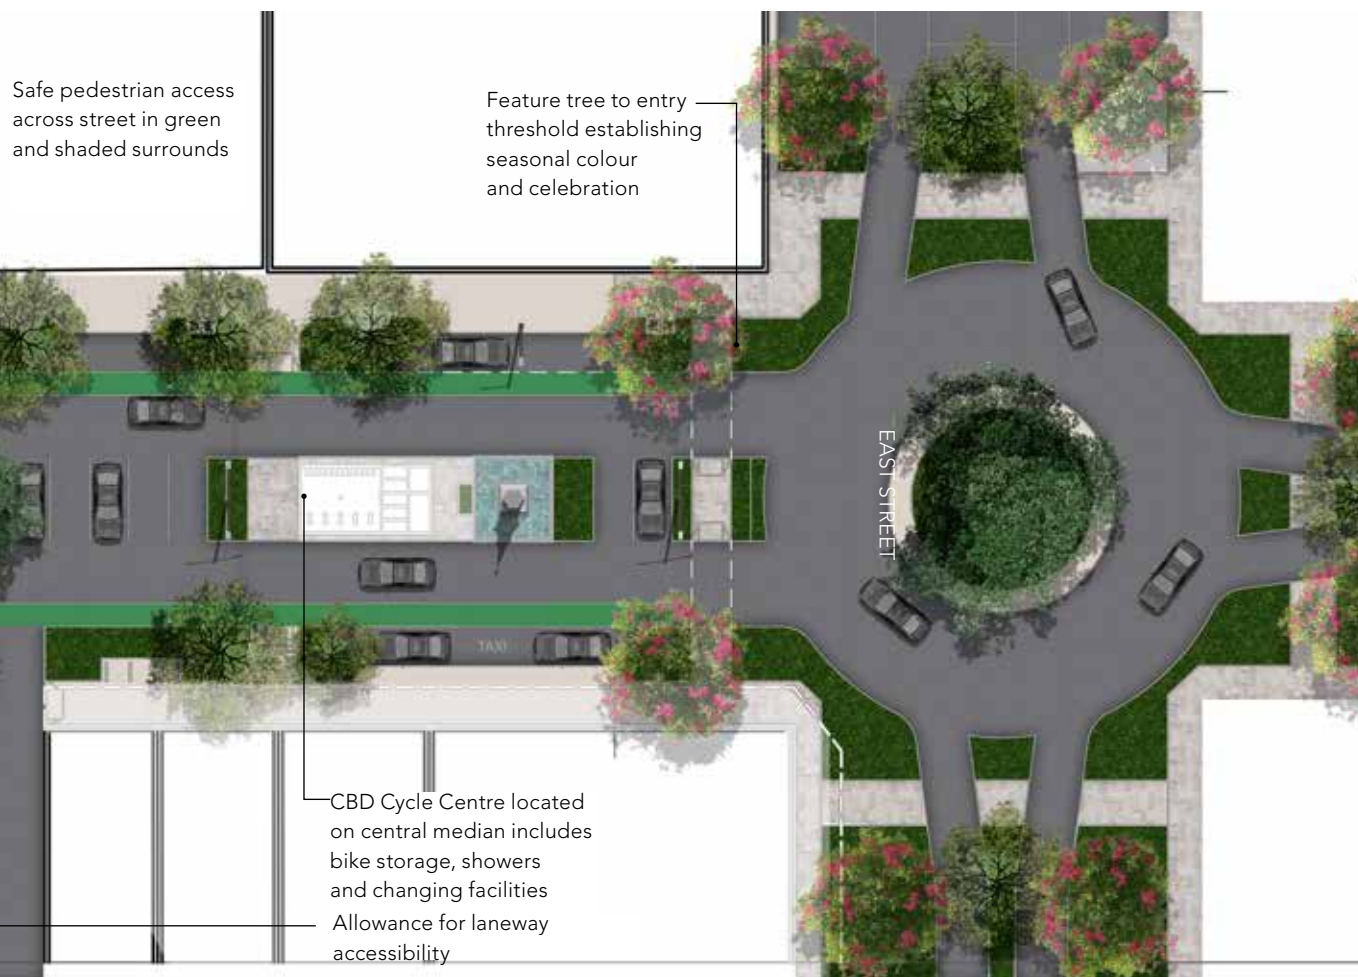 Safe pedestrian access
across street in green
and shaded surrounds
Feature tree to entry
threshold establishing
seasonal colour
and celebration
EAST STREET
TAXI
CBD Cycle Centre located
on central median includes
bike storage, showers
and changing facilities
Allowance for laneway
accessibility